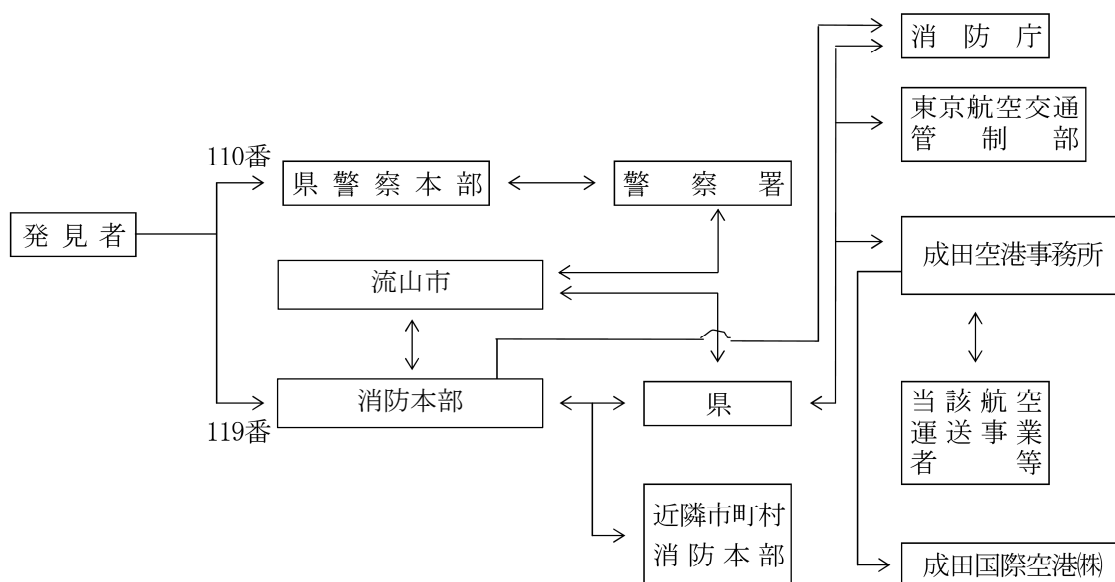 消防庁
東京航空交通
管制部
110番
県警察本部
警察署
発見者
成田空港事務所
流山市
消防本部
県
当該航空
運送事業
者等
119番
近隣市町村
消防本部
成田国際空港㈱